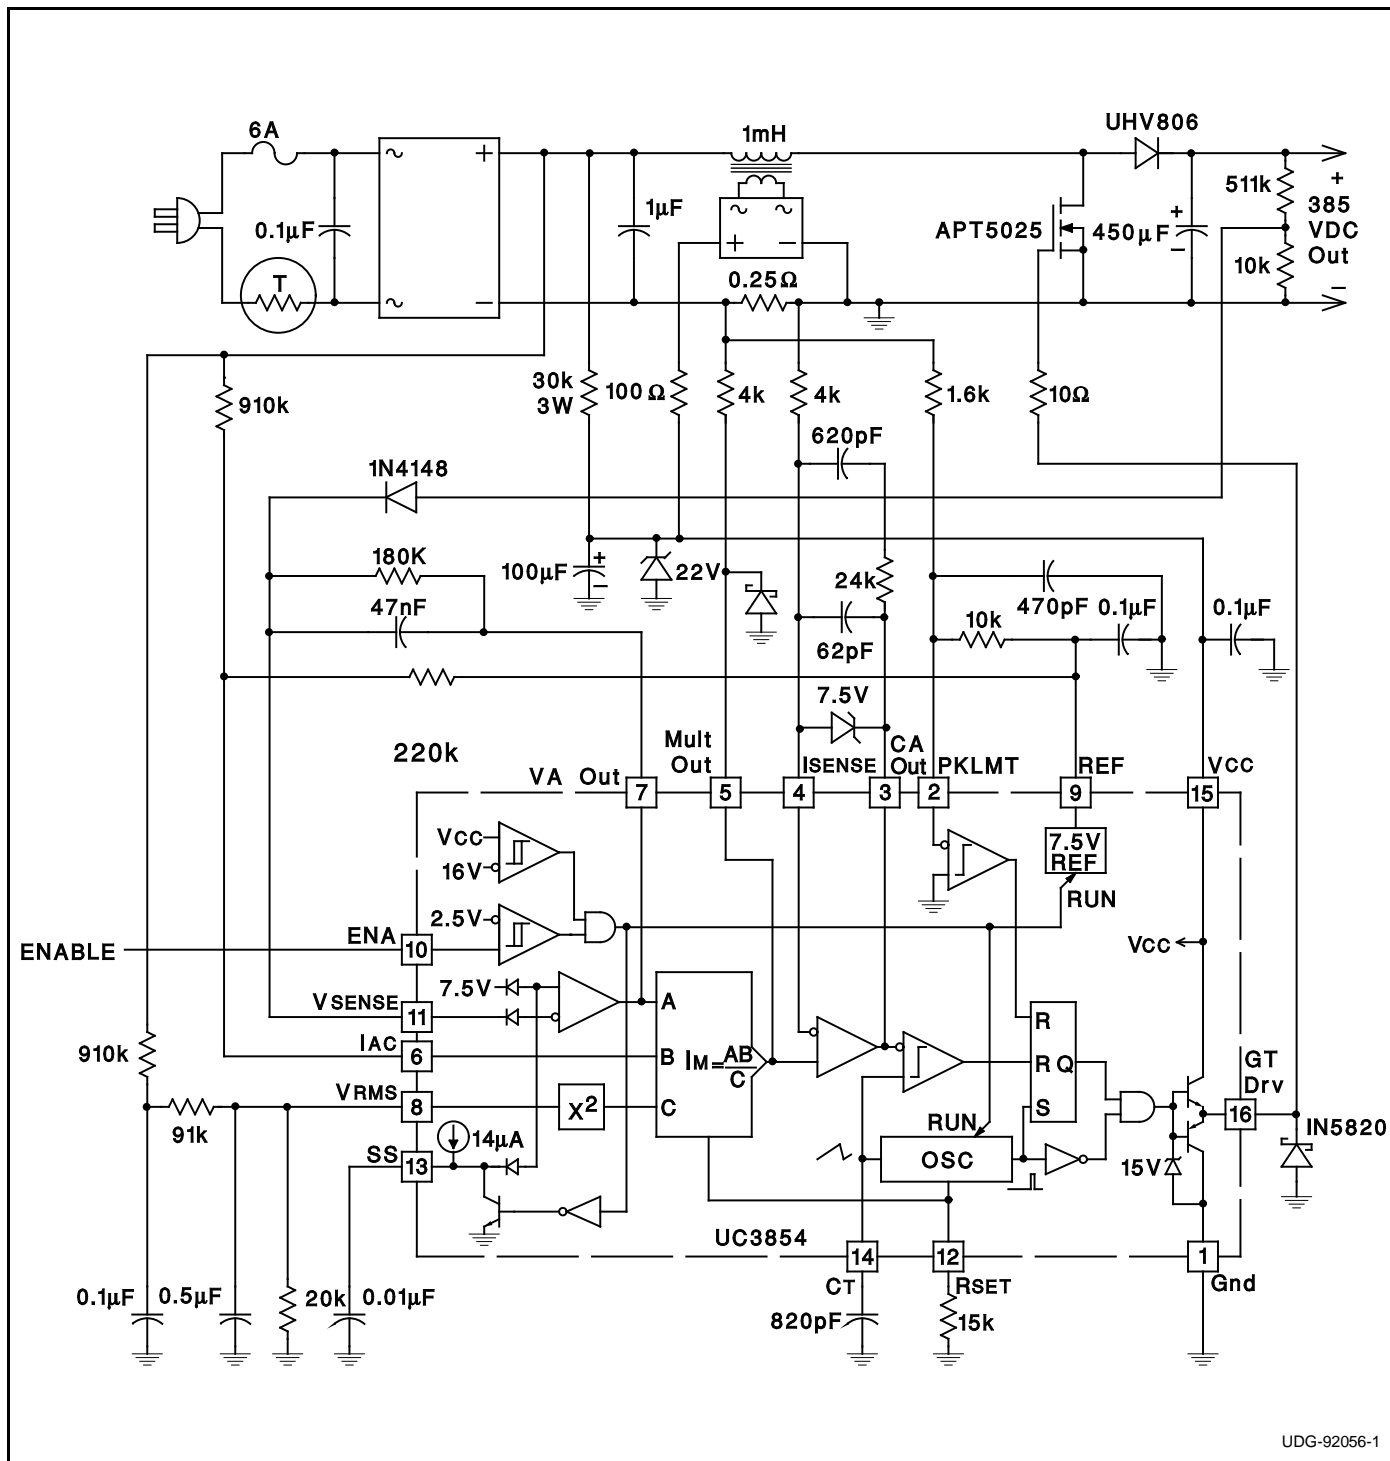 6A
1mH
UHV806
+
0.1µF
1µF
APT5025
450µF
+
−
511k
10k
+
385
VDC
Out
−
T
+
−
0.25Ω
+
−
910k
30k
3W
100 Ω
4k
4k
1.6k
10Ω
620pF
1N4148
180K
47nF
100µF
+
−
22V
24k
62pF
470pF
10k
0.1µF
0.1µF
7.5V
220k
VA Out
Mult
Out
ISENSE
CA
Out
PKLMT
REF
VCC
7
5
4
3
2
9
15
VCC
16V
2.5V
7.5V
REF
RUN
ENABLE
ENA
10
VCC
7.5V
VSENSE
11
IAC
6
910k
A
B
C
IM=AB/C
R
R Q
S
GT
Drv
16
IN5820
VRMS
8
X2
91k
RUN
OSC
15V
SS
13
14µA
UC3854
14
12
1
CT
RSET
Gnd
0.1µF
0.5µF
20k
0.01µF
820pF
15k
UDG-92056-1